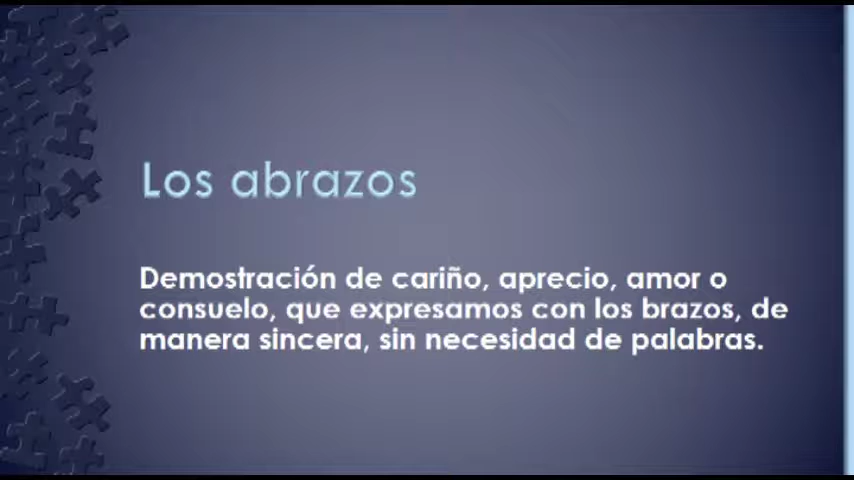 Los abrazos
Demostración de cariño, aprecio, amor o
consuelo, que expresamos con los brazos, de
manera sincera, sin necesidad de palabras.